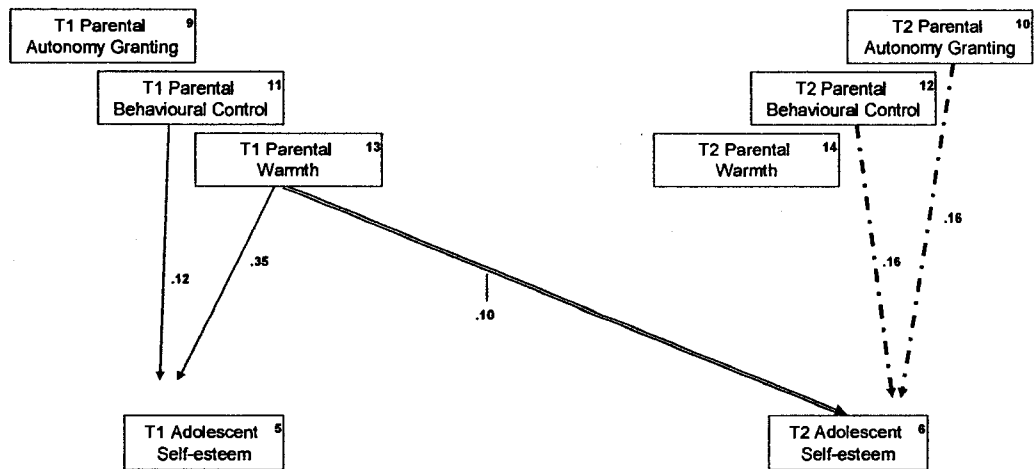 T1 Parental 9
Autonomy Granting
T1 Parental 11
Behavioural Control
T1 Parental 13
Warmth
T2 Parental 10
Autonomy Granting
T2 Parental 12
Behavioural Control
T2 Parental 14
Warmth
.12
.35
.10
.16
.16
T1 Adolescent 5
Self-esteem
T2 Adolescent 6
Self-esteem